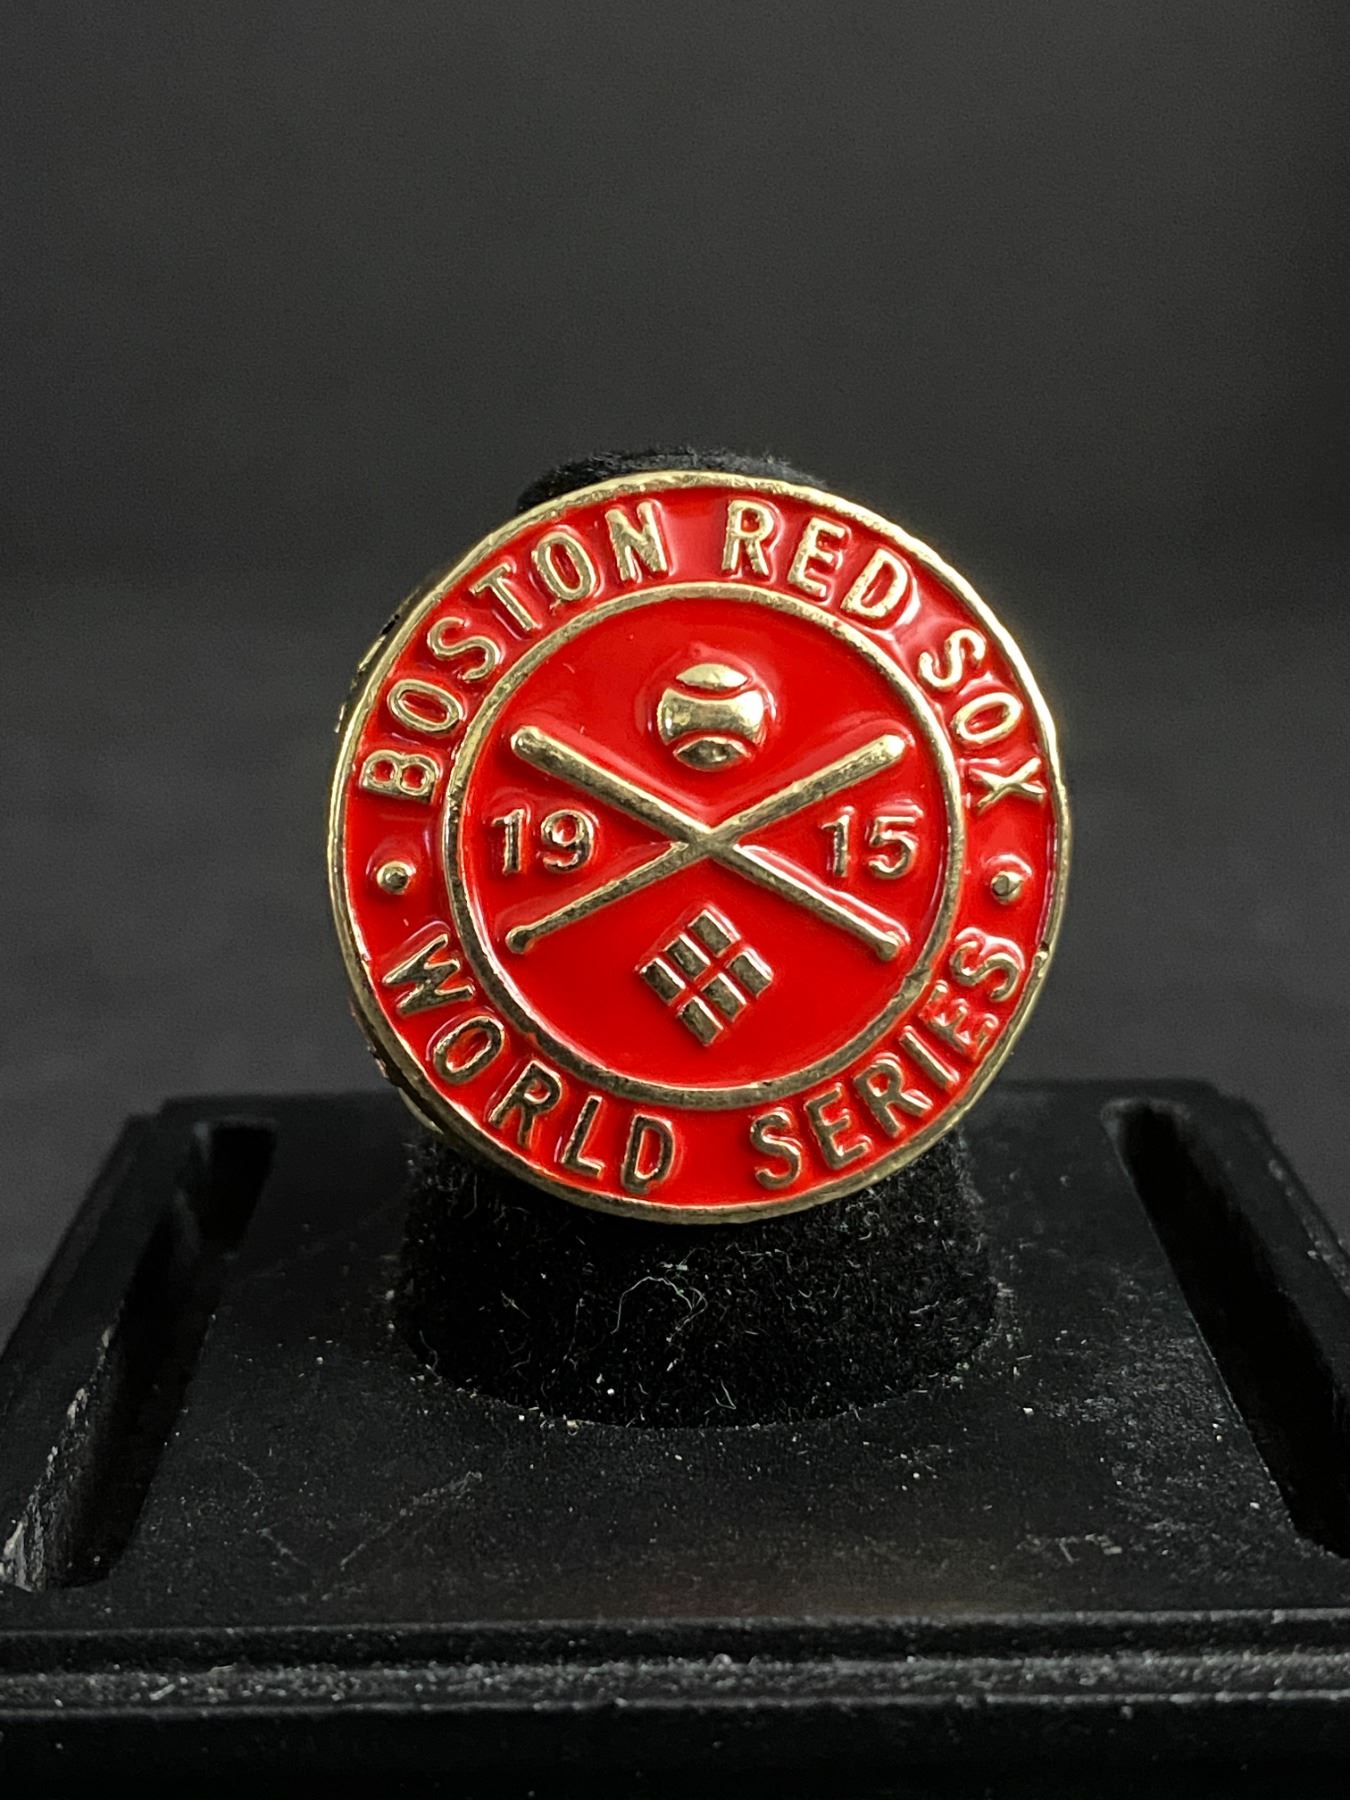 BOSTON RED SOX
19 15
• WORLD SERIES •